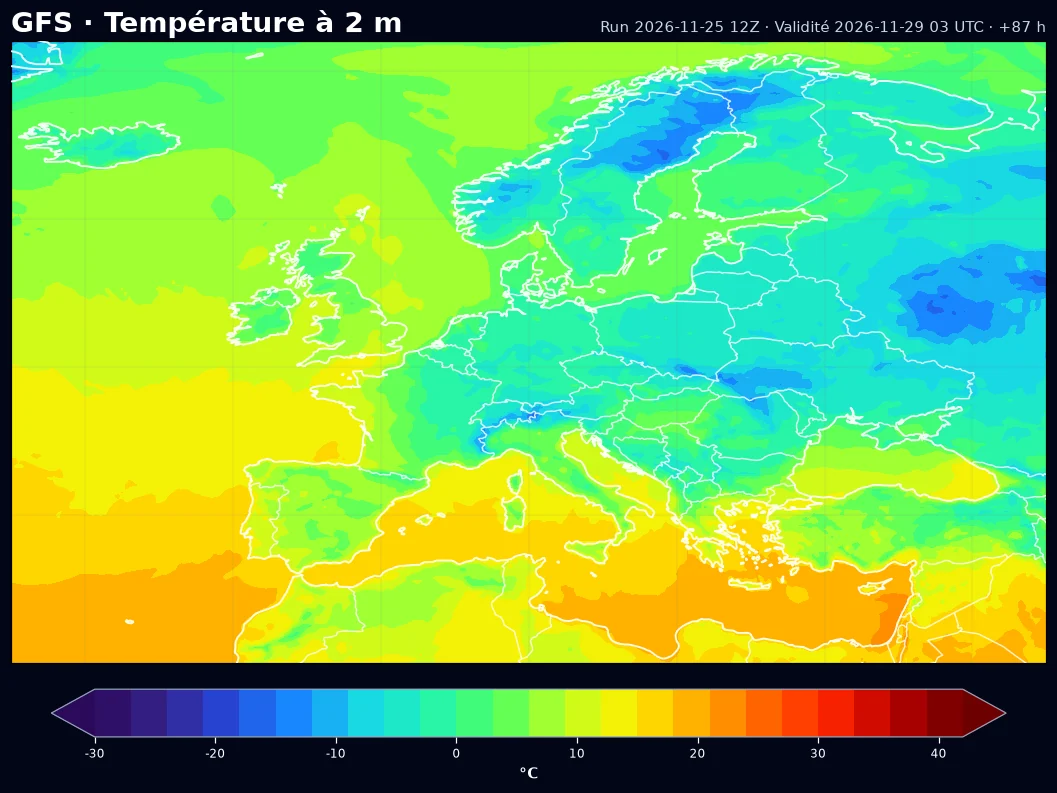 GFS · Température à 2 m
Run 2026-11-25 12Z · Validité 2026-11-29 03 UTC · +87 h
-30 -20 -10 0 10 20 30 40
°C